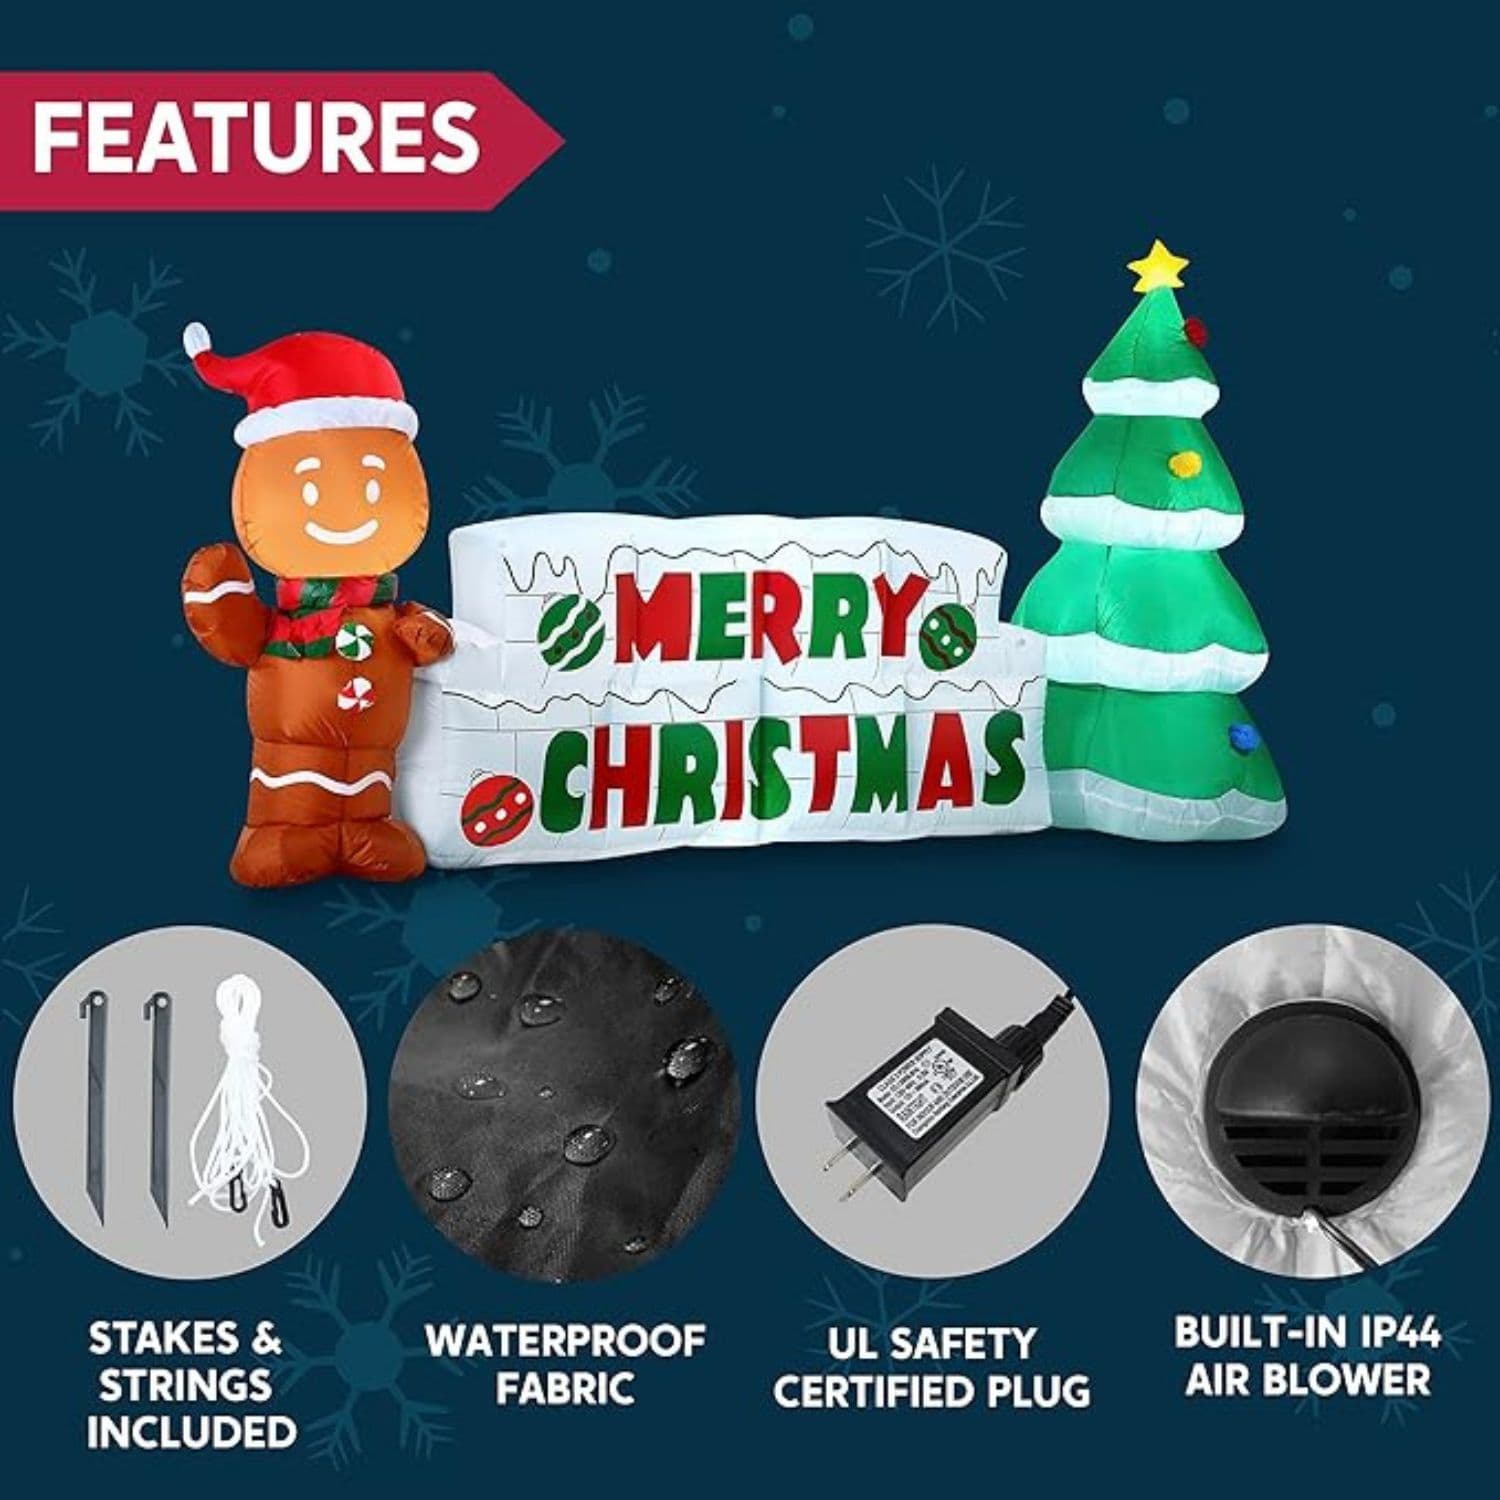 FEATURES
MERRY
CHRISTMAS
STAKES &
STRINGS
INCLUDED
WATERPROOF
FABRIC
UL SAFETY
CERTIFIED PLUG
BUILT-IN IP44
AIR BLOWER